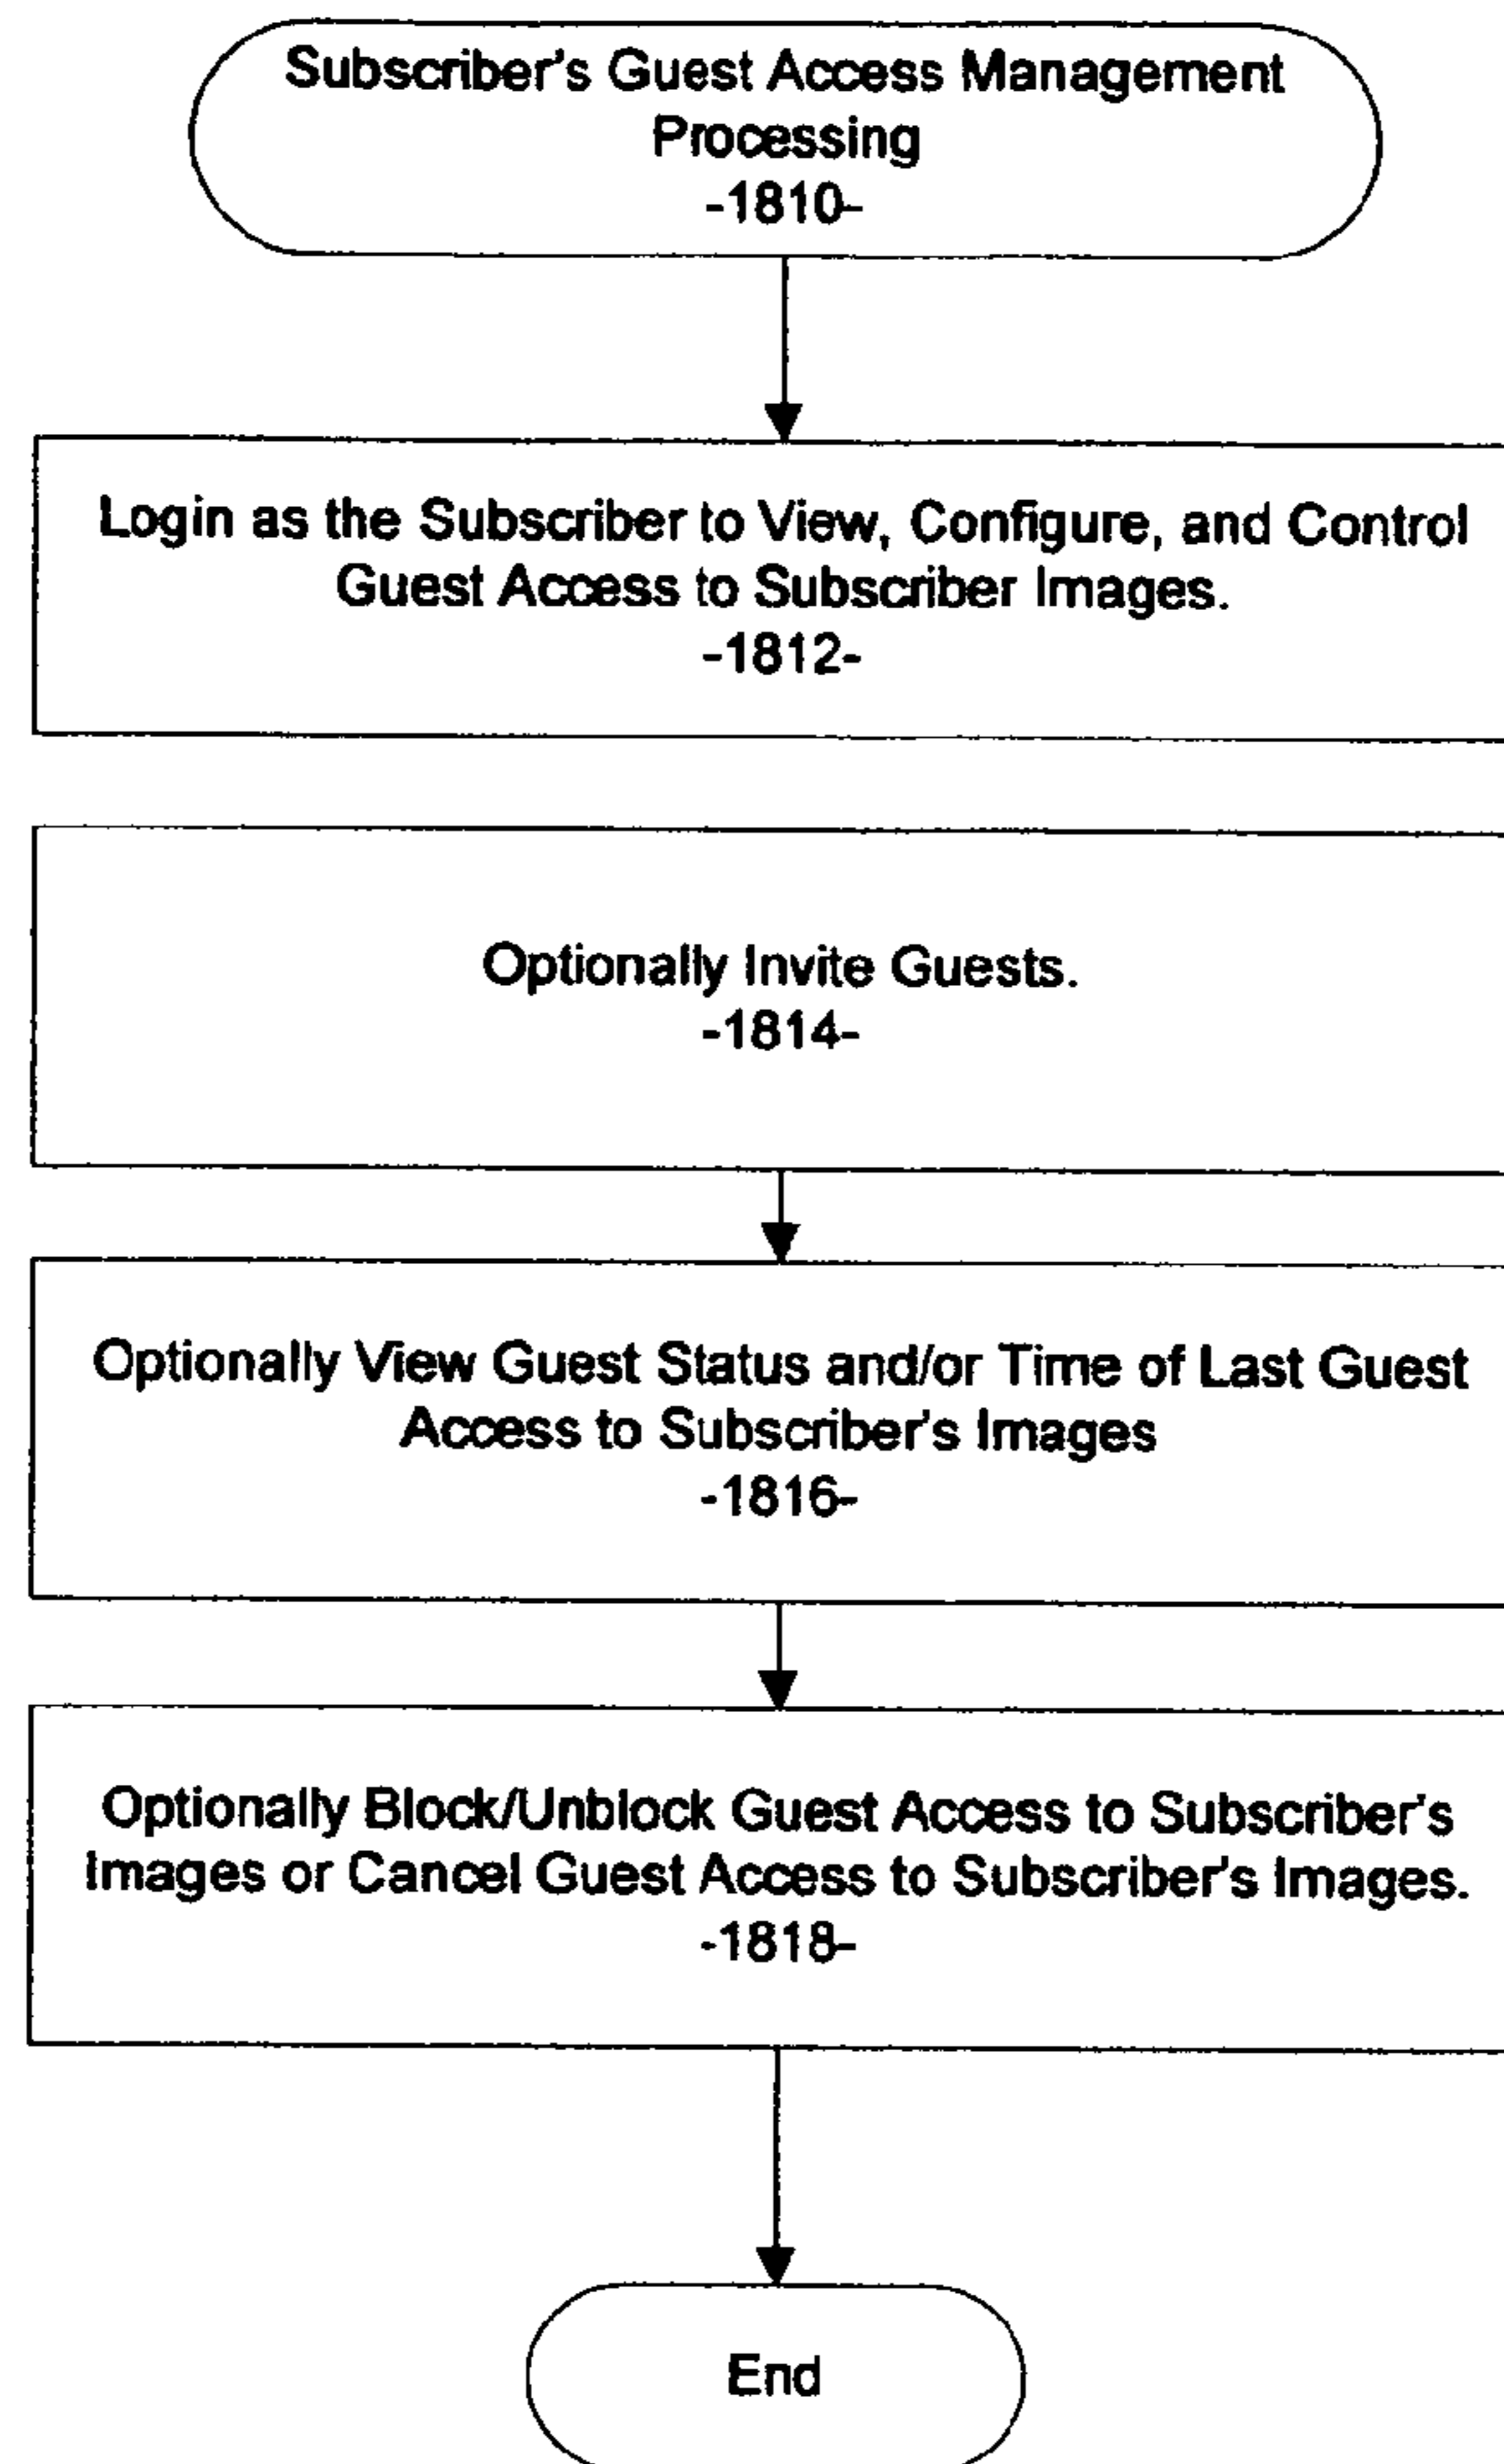 Subscriber's Guest Access Management
Processing
-1810-
Login as the Subscriber to View, Configure, and Control
Guest Access to Subscriber Images.
-1812-
Optionally Invite Guests.
-1814-
Optionally View Guest Status and/or Time of Last Guest
Access to Subscriber's Images
-1816-
Optionally Block/Unblock Guest Access to Subscriber's
Images or Cancel Guest Access to Subscriber's Images.
-1818-
End